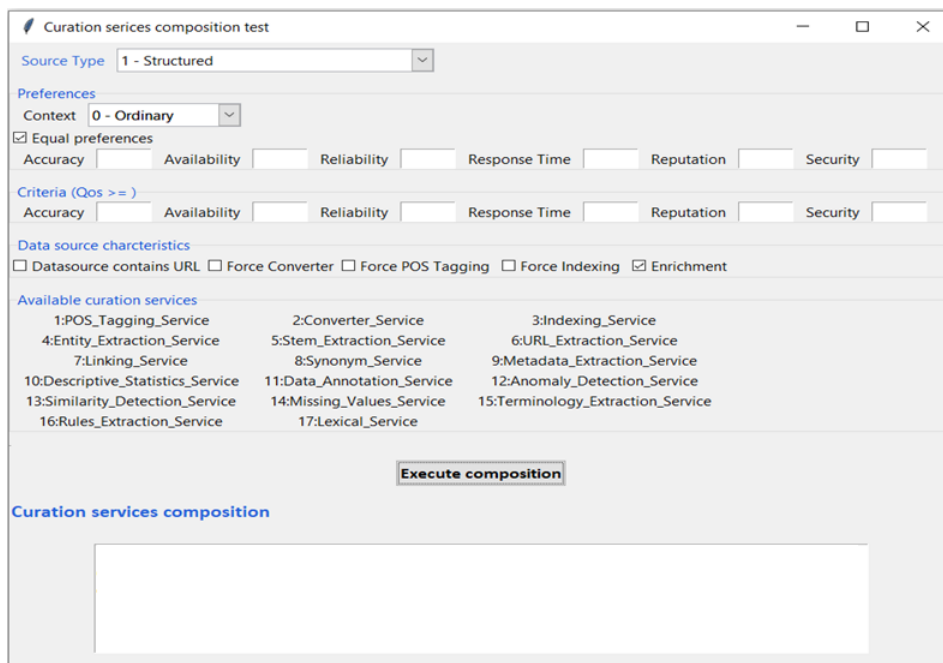 Curation serices composition test
Source Type 1 - Structured
Preferences
Context 0 - Ordinary
Equal preferences
Accuracy Availability Reliability Response Time Reputation Security
Criteria (Qos >= )
Accuracy Availability Reliability Response Time Reputation Security
Data source charcteristics
Datasource contains URL Force Converter Force POS Tagging Force Indexing Enrichment
Available curation services
1:POS_Tagging_Service 2:Converter_Service 3:Indexing_Service
4:Entity_Extraction_Service 5:Stem_Extraction_Service 6:URL_Extraction_Service
7:Linking_Service 8:Synonym_Service 9:Metadata_Extraction_Service
10:Descriptive_Statistics_Service 11:Data_Annotation_Service 12:Anomaly_Detection_Service
13:Similarity_Detection_Service 14:Missing_Values_Service 15:Terminology_Extraction_Service
16:Rules_Extraction_Service 17:Lexical_Service
Execute composition
Curation services composition